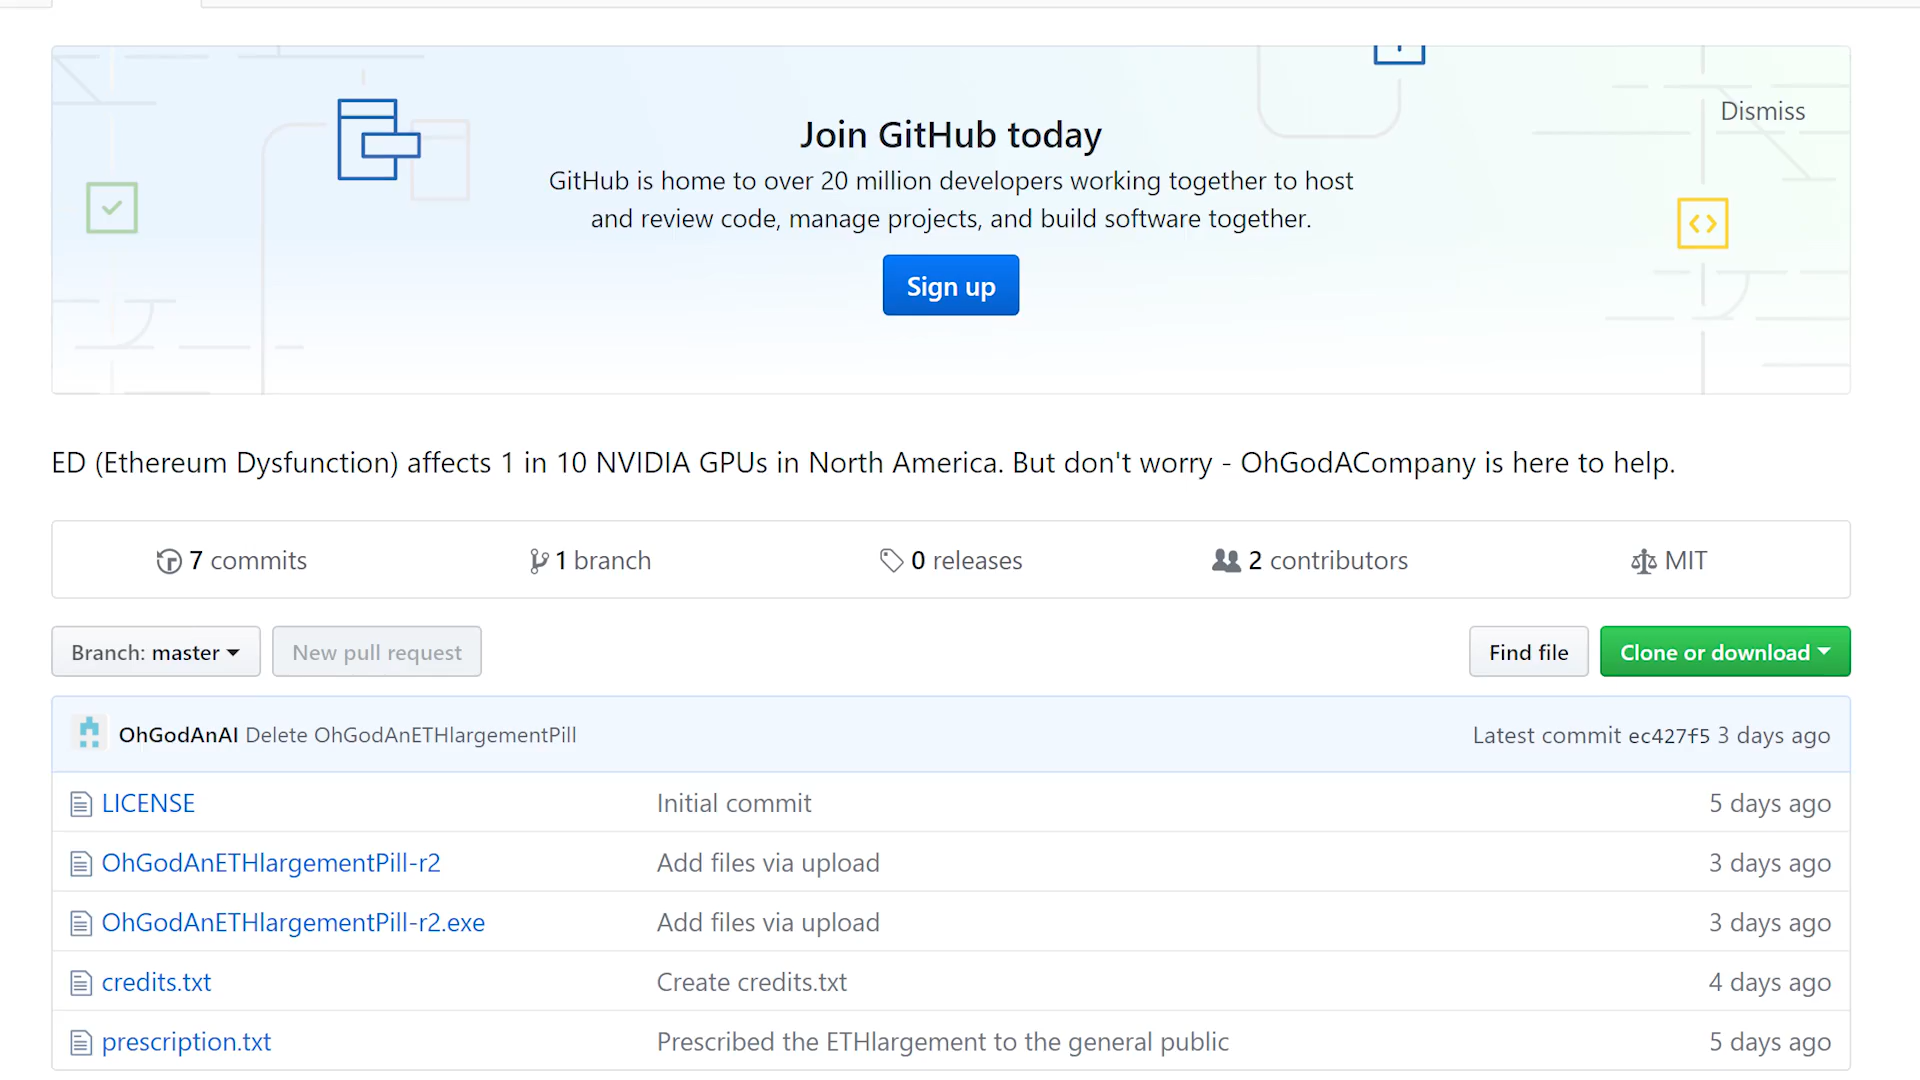 Join GitHub today
Dismiss
GitHub is home to over 20 million developers working together to host
and review code, manage projects, and build software together.
Sign up
ED (Ethereum Dysfunction) affects 1 in 10 NVIDIA GPUs in North America. But don't worry - OhGodACompany is here to help.
7 commits 1 branch 0 releases 2 contributors MIT
Branch: master New pull request Find file Clone or download
OhGodAnAI Delete OhGodAnETHlargementPill Latest commit ec427f5 3 days ago
LICENSE Initial commit 5 days ago
OhGodAnETHlargementPill-r2 Add files via upload 3 days ago
OhGodAnETHlargementPill-r2.exe Add files via upload 3 days ago
credits.txt Create credits.txt 4 days ago
prescription.txt Prescribed the ETHlargement to the general public 5 days ago